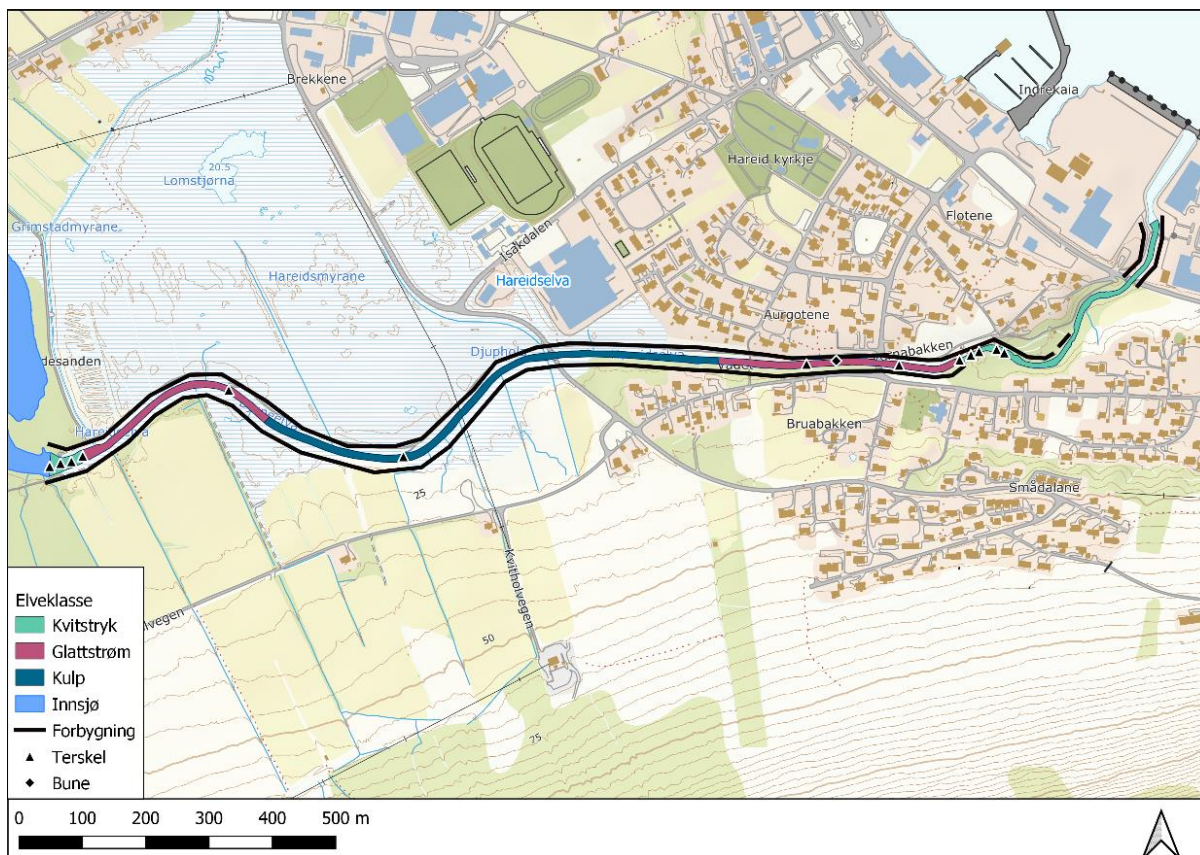 Brekkene
Indrekaia
20.5
Lomstjørna
Hareid kyrkje
Grimstadmyrane
Flotene
Isakdalen
Hareidsmyrane
Hareidselva
Aurgotene
Djuphol
desanden
Bruabakken
Smådalane
25
Kvitholvegen
50
25
Elveklasse
Kvitstryk
Glattstrøm
Kulp
Innsjø
Forbygning
Terskel
Bune
0 100 200 300 400 500 m